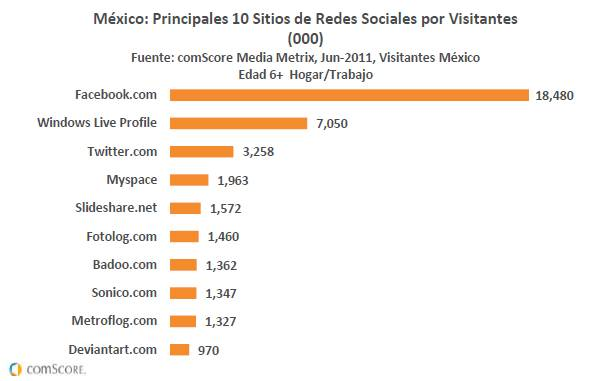 México: Principales 10 Sitios de Redes Sociales por Visitantes
(000)
Fuente: comScore Media Metrix, Jun-2011, Visitantes México
Edad 6+ Hogar/Trabajo
Facebook.com 18,480
Windows Live Profile 7,050
Twitter.com 3,258
Myspace 1,963
Slideshare.net 1,572
Fotolog.com 1,460
Badoo.com 1,362
Sonico.com 1,347
Metroflog.com 1,327
Deviantart.com 970
comScore.